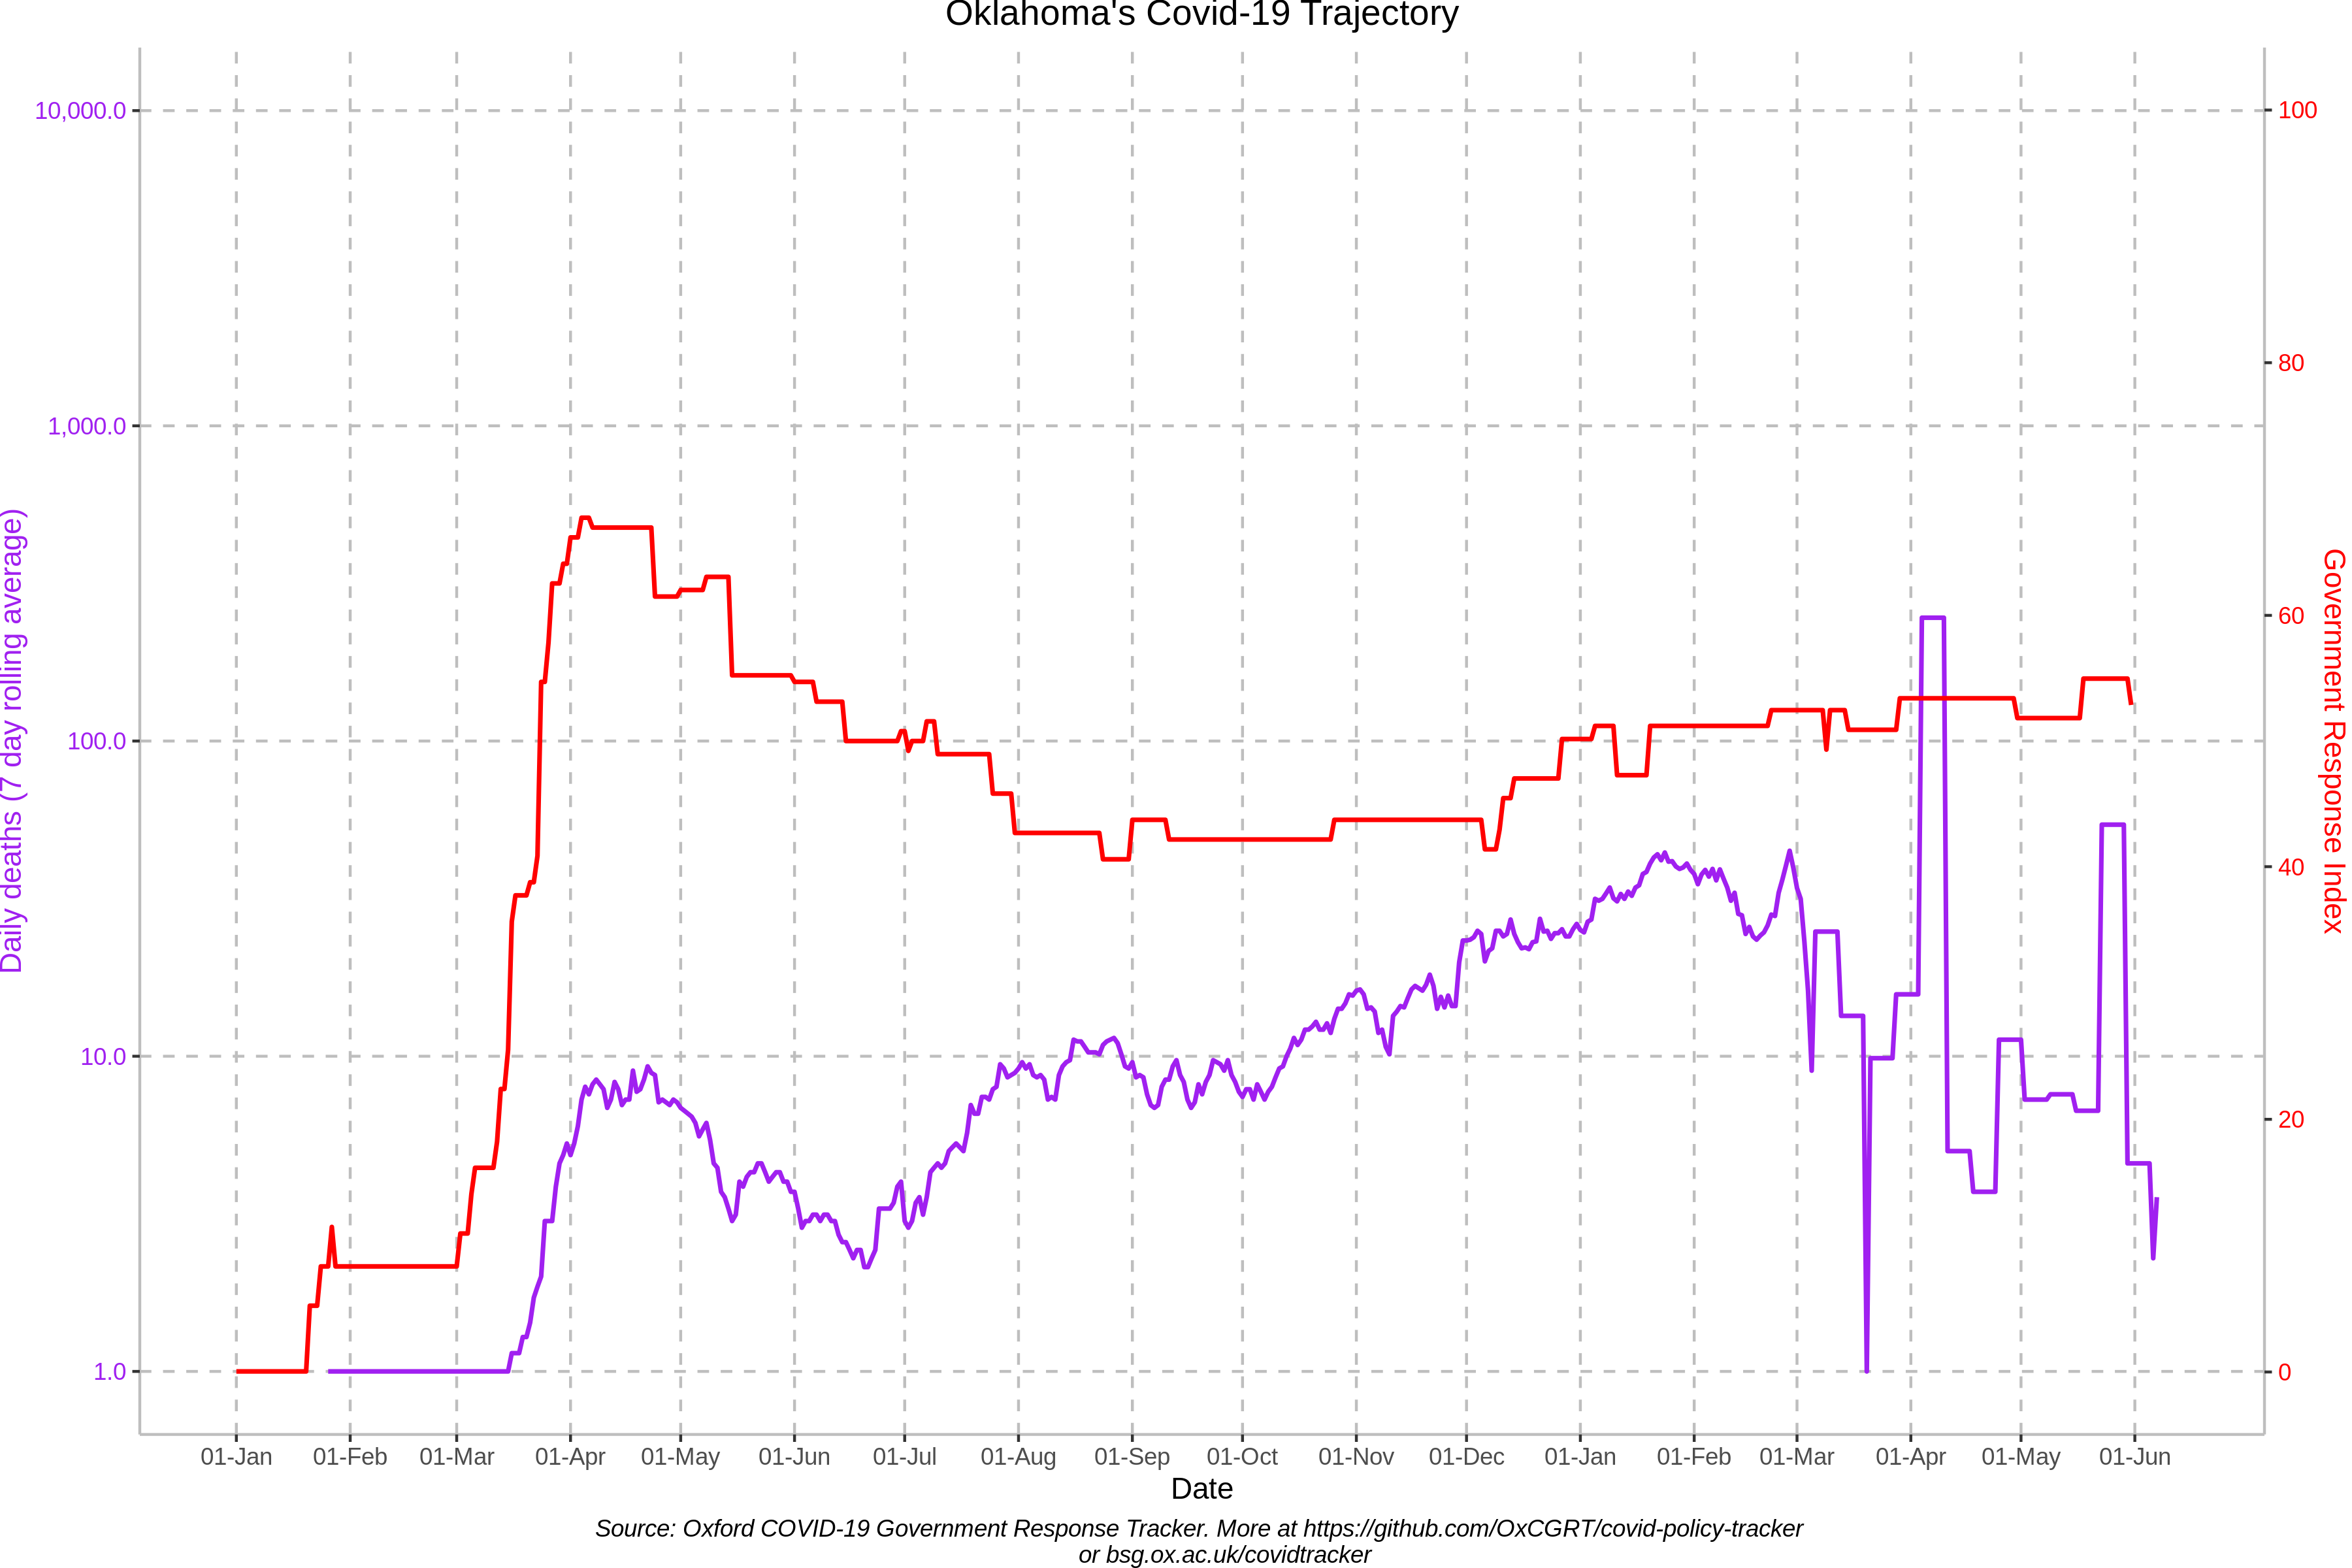 Oklahoma's Covid-19 Trajectory
10,000.0
1,000.0
100.0
10.0
1.0
Daily deaths (7 day rolling average)
100
80
60
40
20
0
Government Response Index
01-Jan 01-Feb 01-Mar 01-Apr 01-May 01-Jun 01-Jul 01-Aug 01-Sep 01-Oct 01-Nov 01-Dec 01-Jan 01-Feb 01-Mar 01-Apr 01-May 01-Jun
Date
Source: Oxford COVID-19 Government Response Tracker. More at https://github.com/OxCGRT/covid-policy-tracker
or bsg.ox.ac.uk/covidtracker